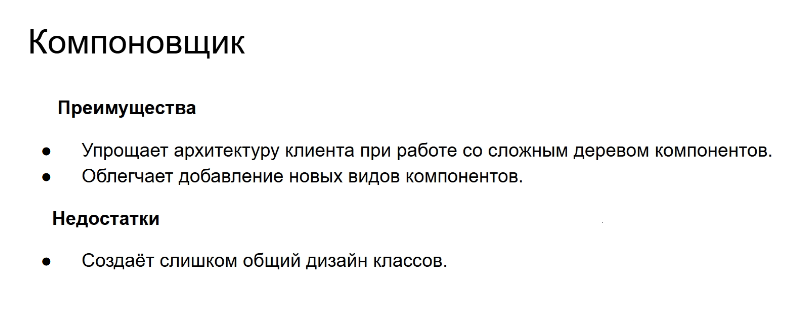 Компоновщик
Преимущества
● Упрощает архитектуру клиента при работе со сложным деревом компонентов.
● Облегчает добавление новых видов компонентов.
Недостатки
● Создаёт слишком общий дизайн классов.